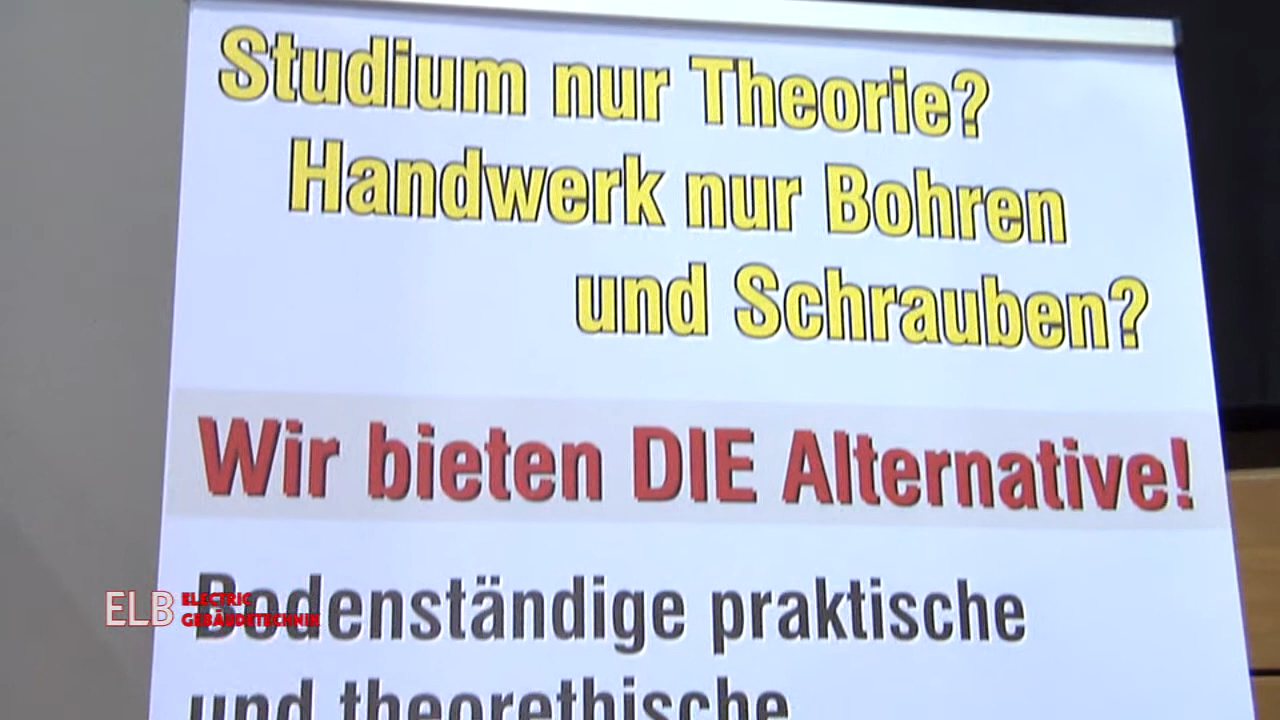 Studium nur Theorie?
Handwerk nur Bohren
und Schrauben?
Wir bieten DIE Alternative!
Bodenständige praktische
ELB ELECTRIC
GEBÄUDETECHNIK
und theorethische